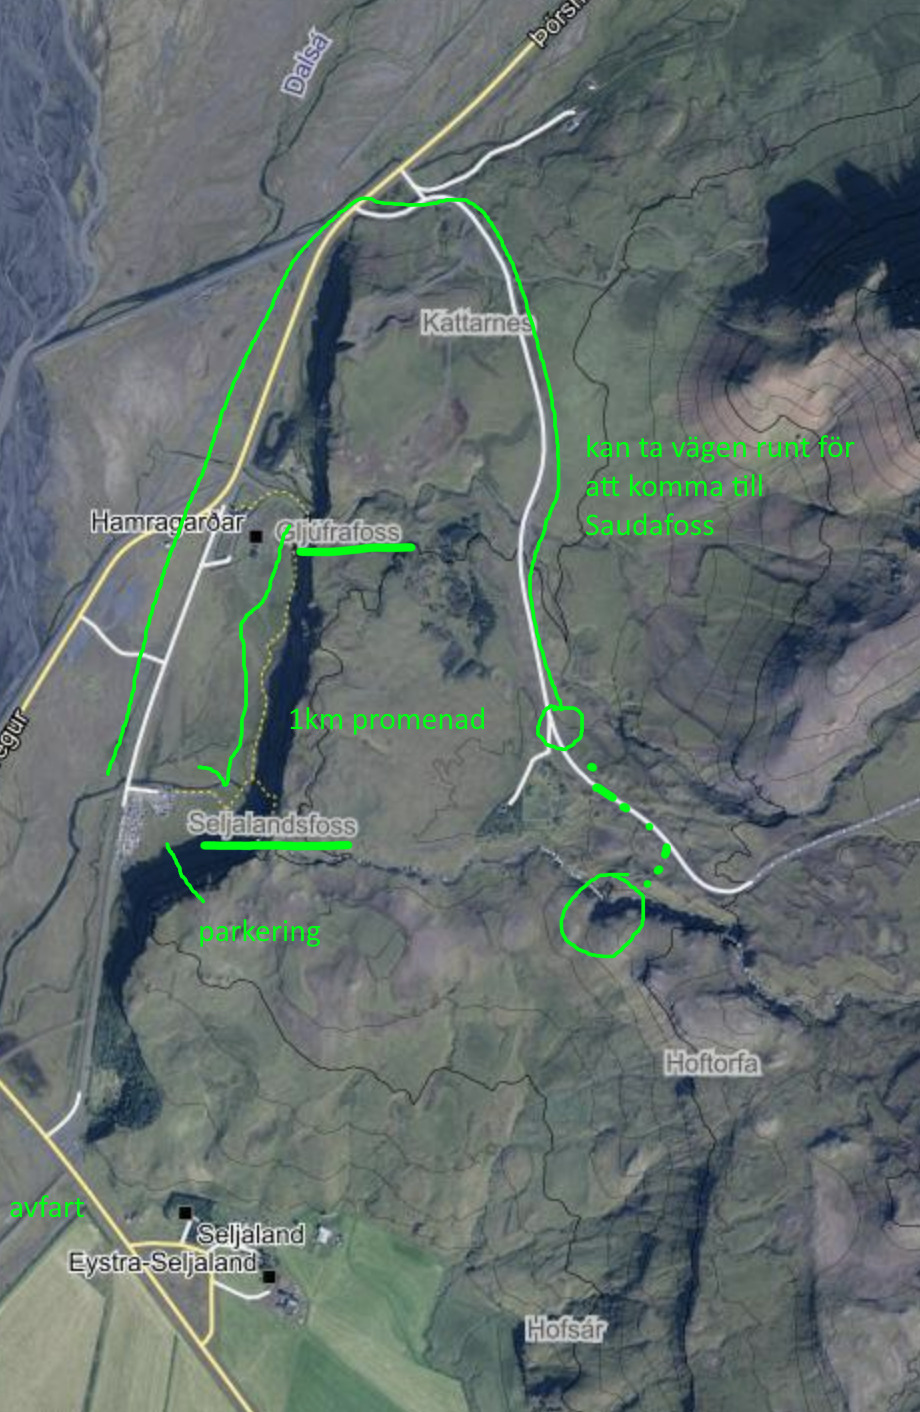 Dalsá
Þórsm
Kattarnes
kan ta vägen runt för
att komma till
Saudafoss
Hamragarðar
Gljúfrafoss
egur
1km promenad
Seljalandsfoss
parkering
Hoftorfa
avfart
Seljaland
Eystra-Seljaland
Hofsár